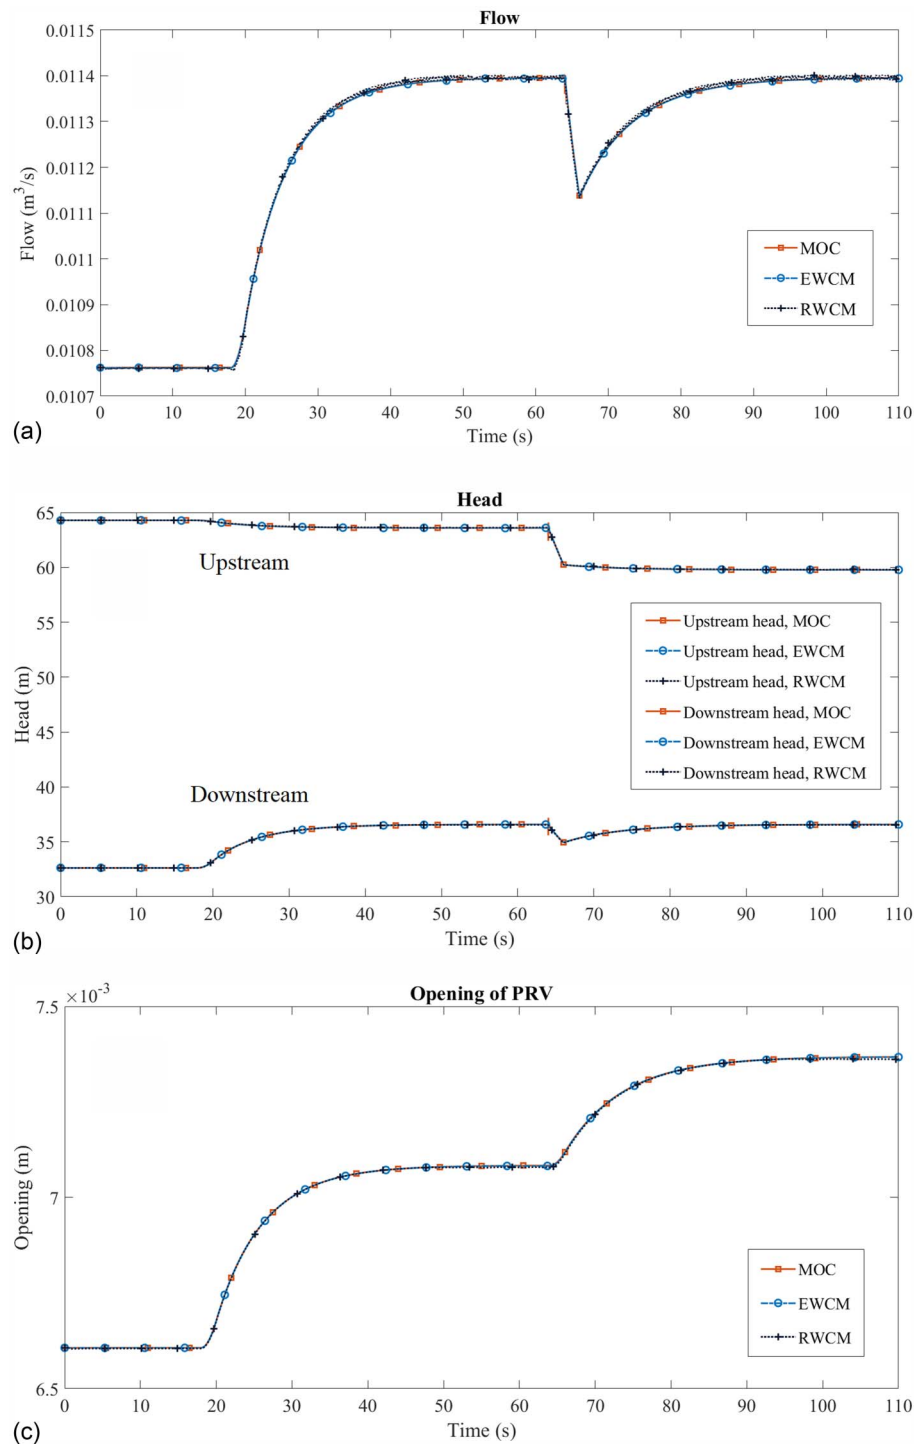 Flow
0.0115
0.0114
0.0113
0.0112
0.0111
0.011
0.0109
0.0108
0.0107
Flow (m³/s)
MOC
EWCM
RWCM
0 10 20 30 40 50 60 70 80 90 100 110
Time (s)
(a)
Head
65
60
55
50
45
40
35
30
Head (m)
Upstream
Downstream
Upstream head, MOC
Upstream head, EWCM
Upstream head, RWCM
Downstream head, MOC
Downstream head, EWCM
Downstream head, RWCM
0 10 20 30 40 50 60 70 80 90 100 110
Time (s)
(b)
Opening of PRV
×10⁻³
7.5
7
6.5
Opening (m)
MOC
EWCM
RWCM
0 10 20 30 40 50 60 70 80 90 100 110
Time (s)
(c)